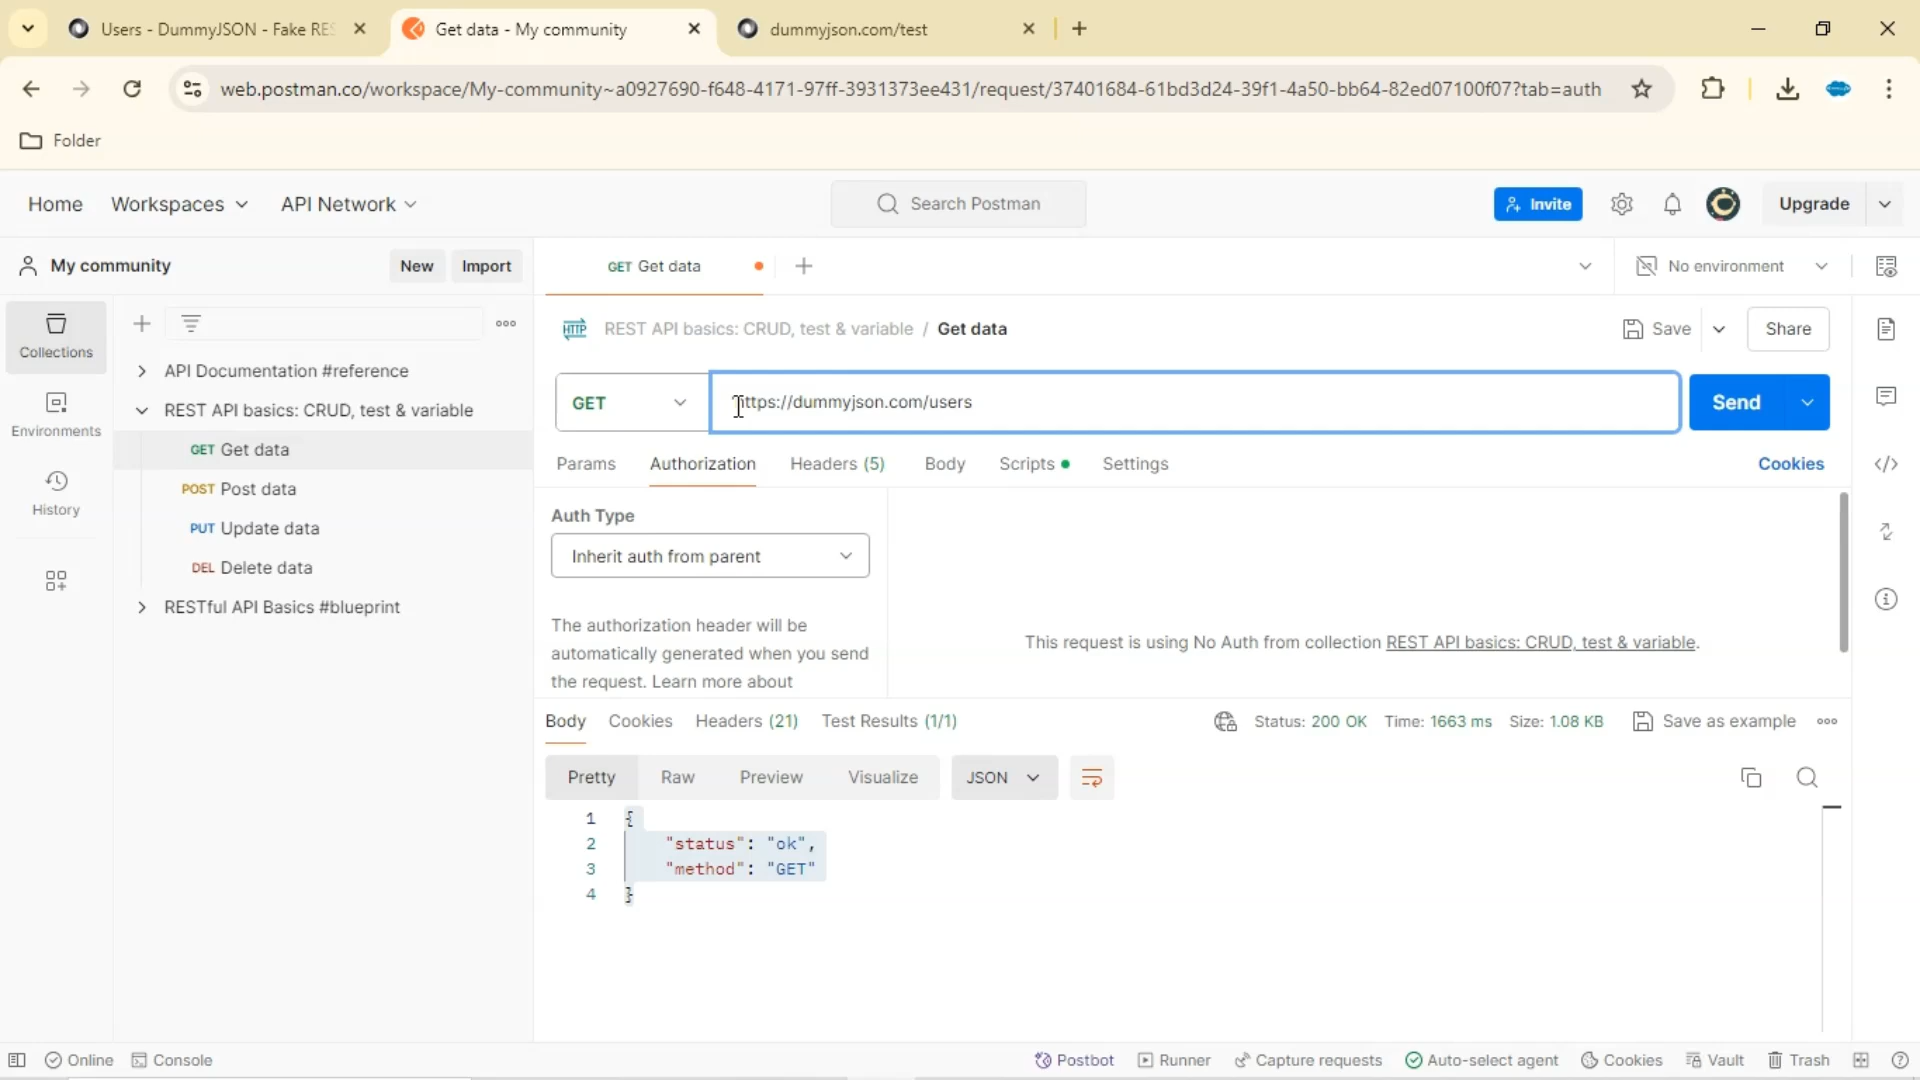 Users - DummyJSON - Fake RES
Get data - My community
dummyjson.com/test
web.postman.co/workspace/My-community~a0927690-f648-4171-97ff-3931373ee431/request/37401684-61bd3d24-39f1-4a50-bb64-82ed07100f07?tab=auth
Folder
Home
Workspaces
API Network
Search Postman
Invite
Upgrade
My community
New
Import
GET Get data
No environment
Collections
Environments
History
API Documentation #reference
REST API basics: CRUD, test & variable
GET Get data
POST Post data
PUT Update data
DEL Delete data
RESTful API Basics #blueprint
HTTP
REST API basics: CRUD, test & variable / Get data
Save
Share
GET
https://dummyjson.com/users
Send
Params
Authorization
Headers (5)
Body
Scripts
Settings
Cookies
Auth Type
Inherit auth from parent
The authorization header will be
automatically generated when you send
the request. Learn more about
This request is using No Auth from collection REST API basics: CRUD, test & variable.
Body
Cookies
Headers (21)
Test Results (1/1)
Status: 200 OK
Time: 1663 ms
Size: 1.08 KB
Save as example
Pretty
Raw
Preview
Visualize
JSON
1 {
2 "status": "ok",
3 "method": "GET"
4 }
Online
Console
Postbot
Runner
Capture requests
Auto-select agent
Cookies
Vault
Trash